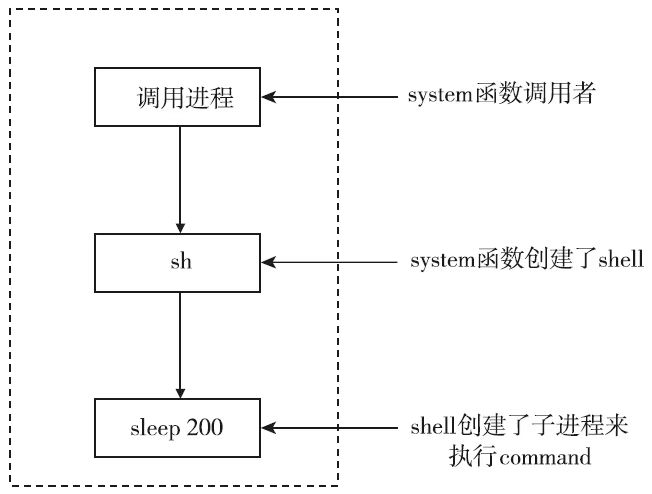 调用进程
system函数调用者
sh
system函数创建了shell
sleep 200
shell创建了子进程来
执行command